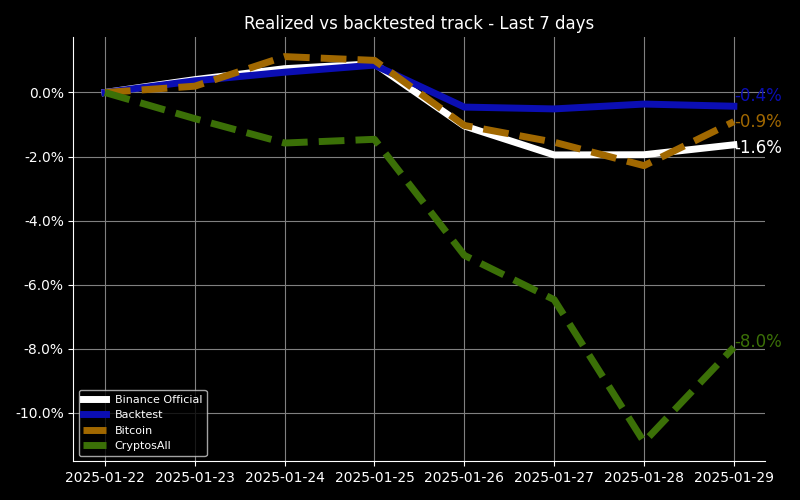 Realized vs backtested track - Last 7 days
0.0%
-2.0%
-4.0%
-6.0%
-8.0%
-10.0%
-0.4%
-0.9%
-1.6%
-8.0%
Binance Official
Backtest
Bitcoin
CryptosAll
2025-01-22 2025-01-23 2025-01-24 2025-01-25 2025-01-26 2025-01-27 2025-01-28 2025-01-29